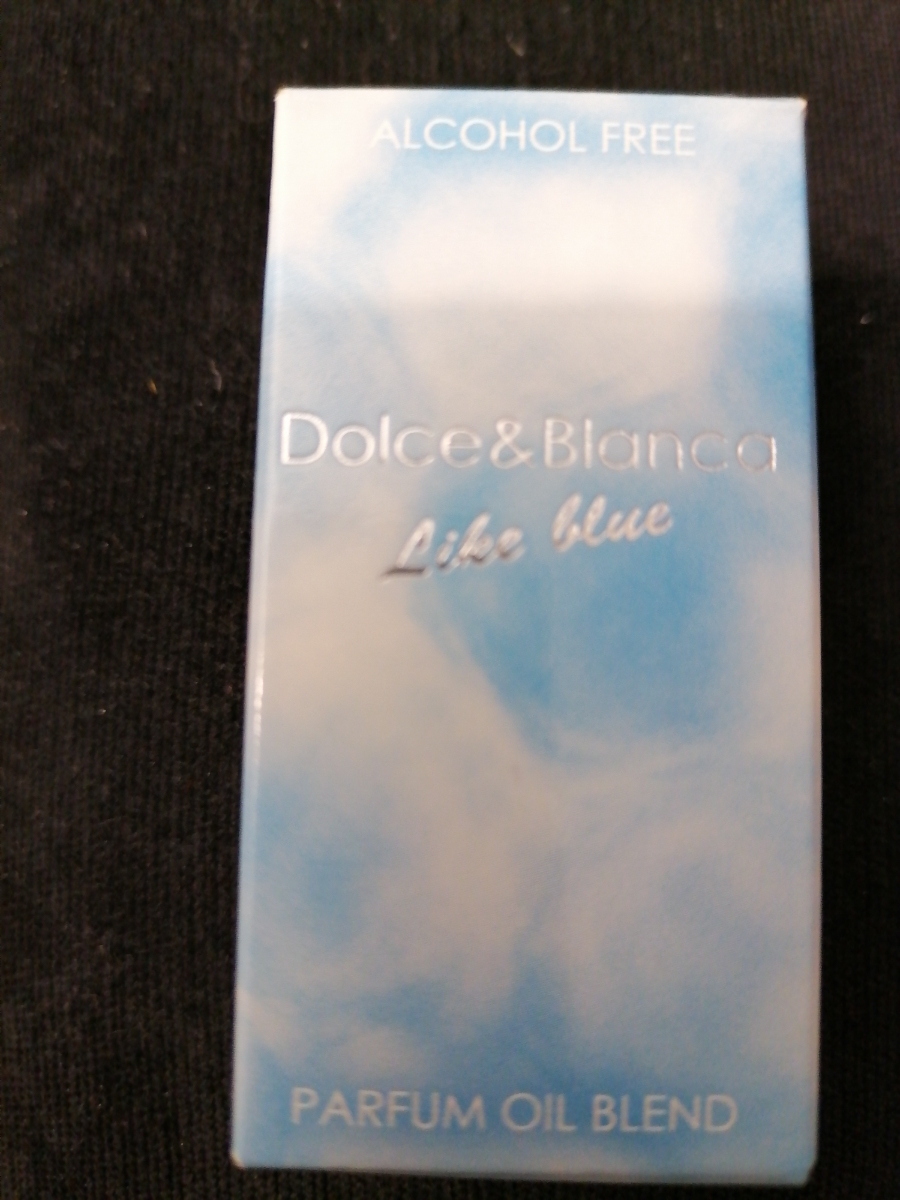 ALCOHOL FREE
Dolce&Blanca
Like blue
PARFUM OIL BLEND